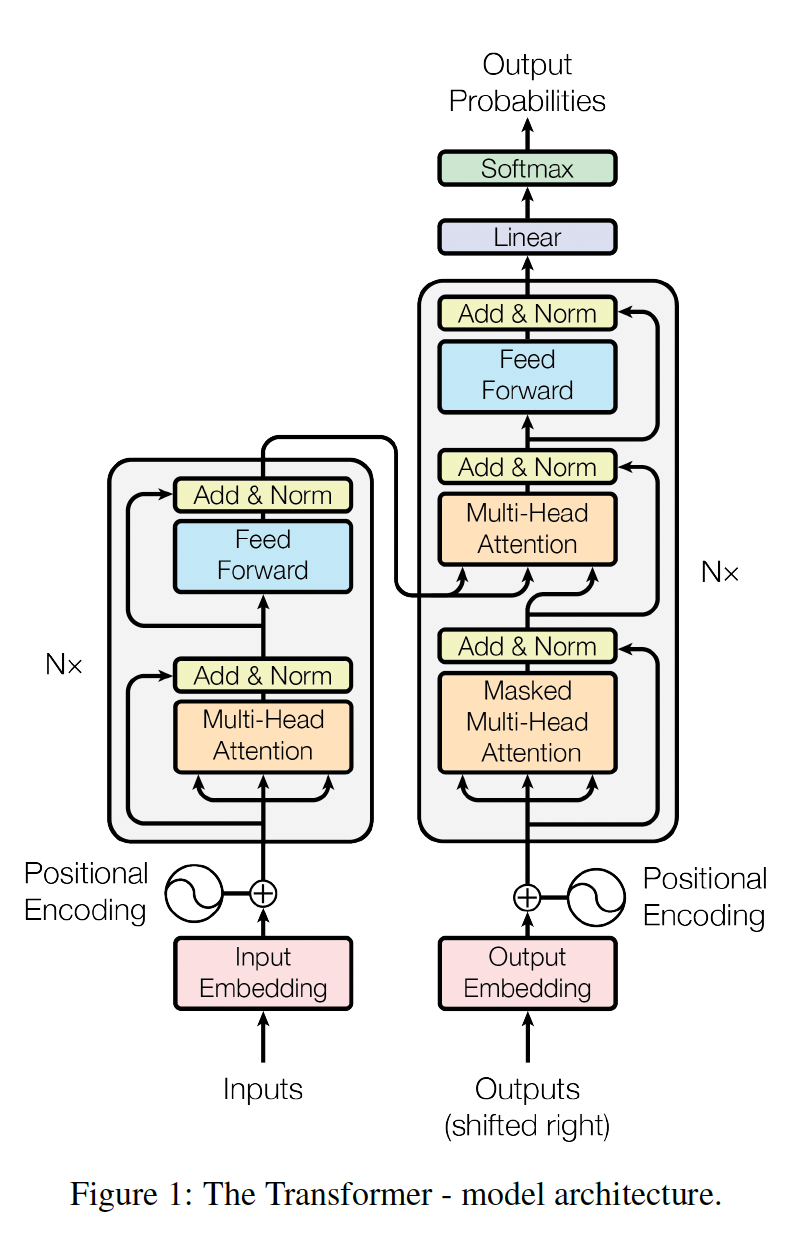 Output
Probabilities
Softmax
Linear
Add & Norm
Feed
Forward
Add & Norm
Multi-Head
Attention
Nx
Add & Norm
Masked
Multi-Head
Attention
Add & Norm
Feed
Forward
Nx
Add & Norm
Multi-Head
Attention
Positional
Encoding
Positional
Encoding
Input
Embedding
Output
Embedding
Inputs
Outputs
(shifted right)
Figure 1: The Transformer - model architecture.